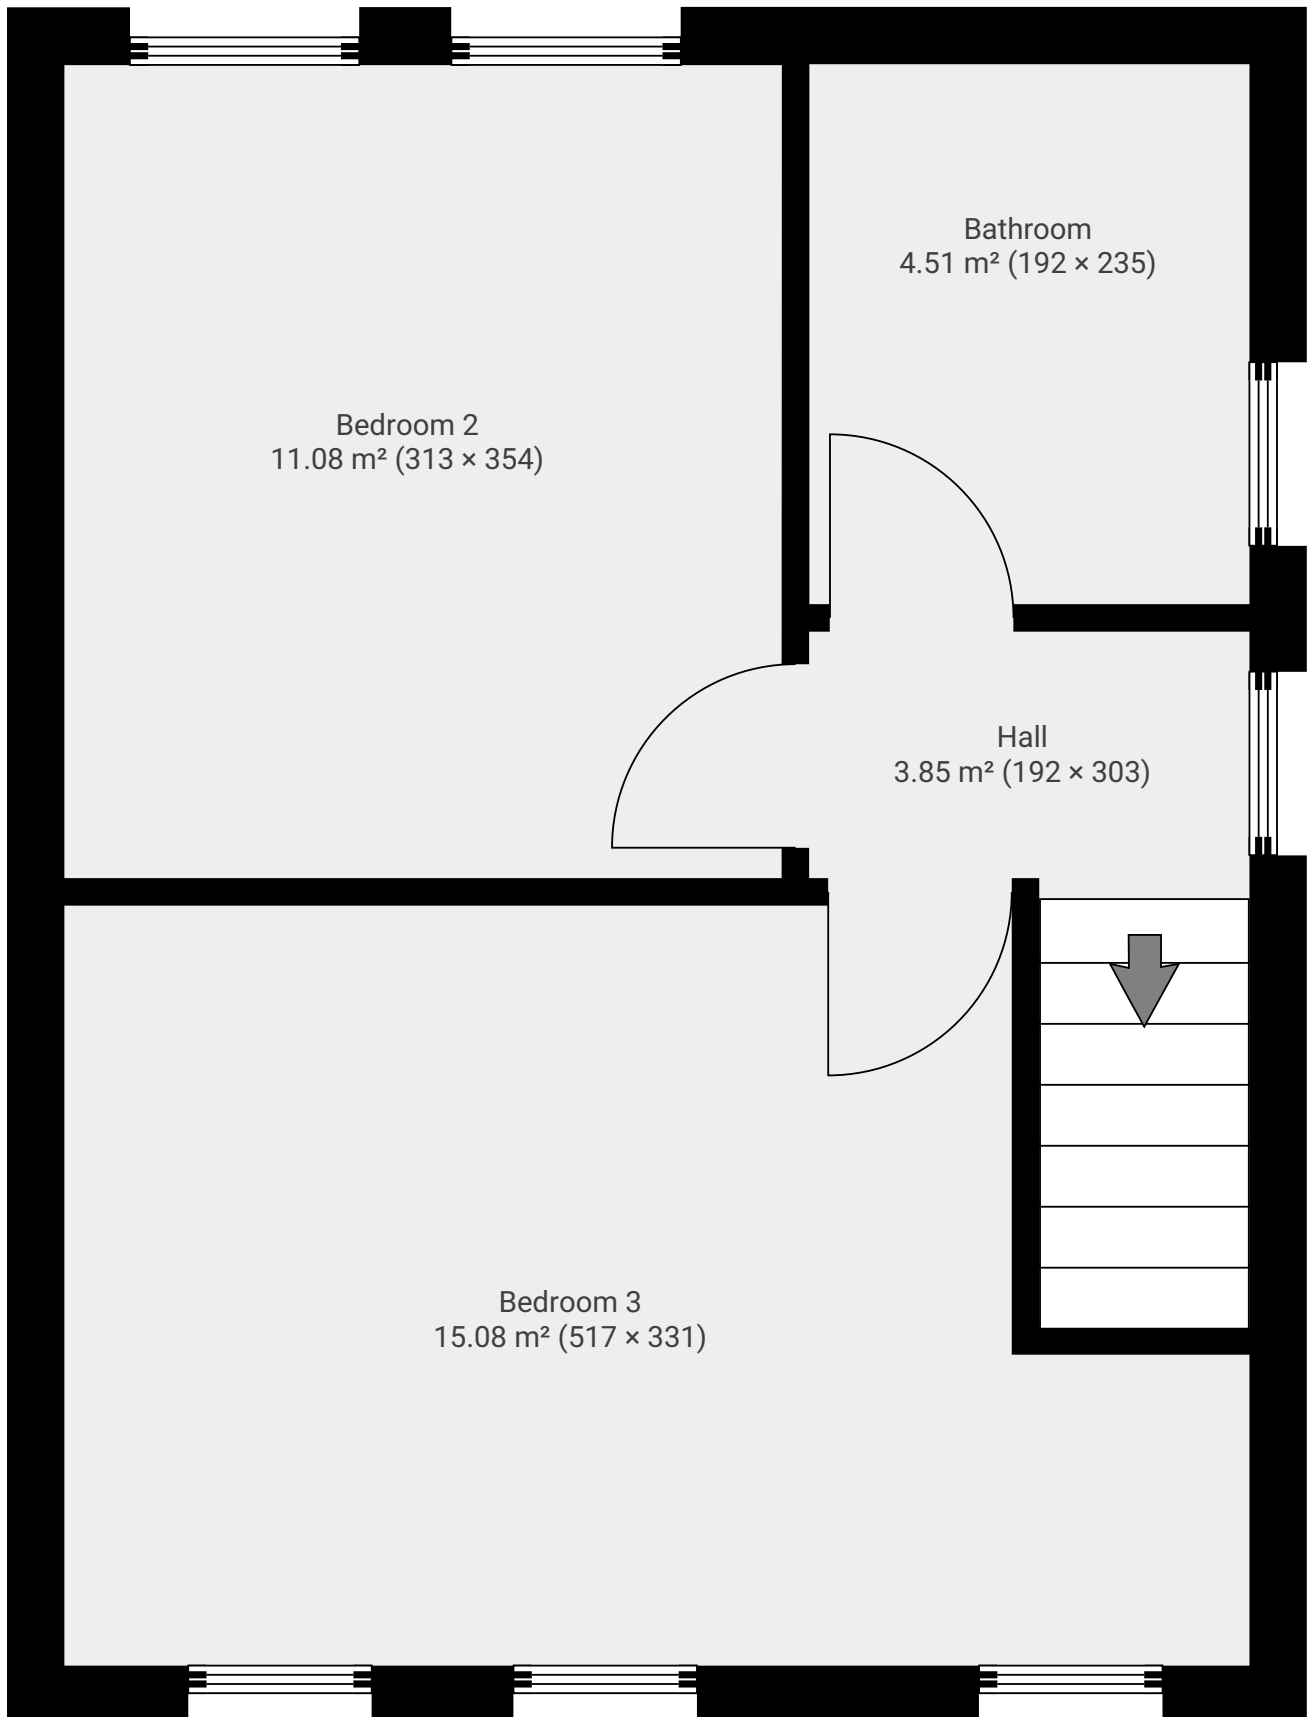 Bathroom
4.51 m² (192 × 235)
Bedroom 2
11.08 m² (313 × 354)
Hall
3.85 m² (192 × 303)
Bedroom 3
15.08 m² (517 × 331)